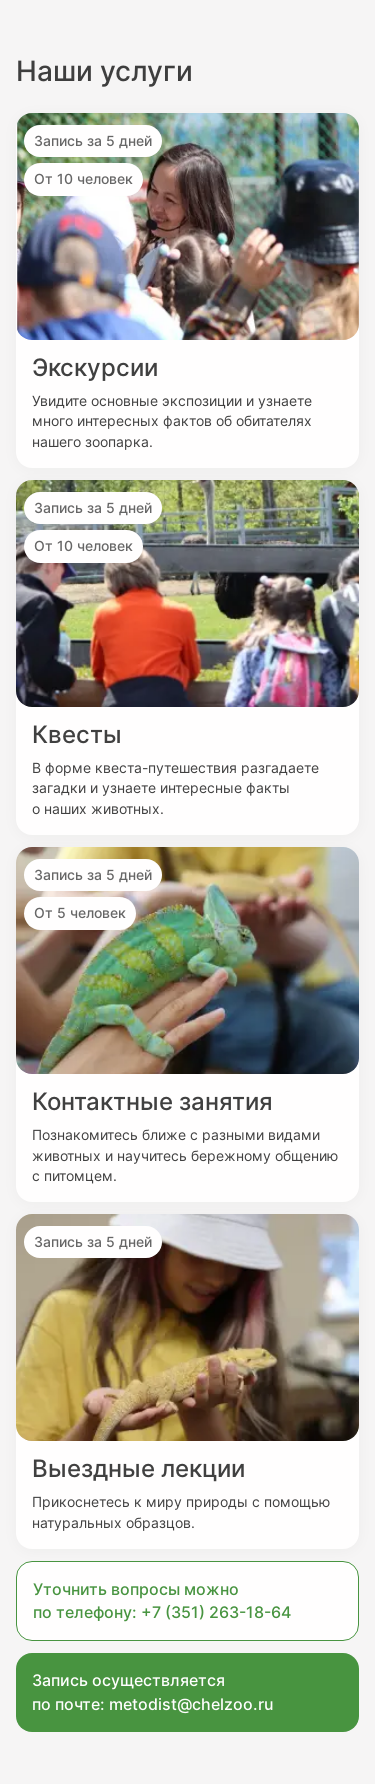 Наши услуги
Запись за 5 дней
От 10 человек
Экскурсии
Увидите основные экспозиции и узнаете
много интересных фактов об обитателях
нашего зоопарка.
Запись за 5 дней
От 10 человек
Квесты
В форме квеста-путешествия разгадаете
загадки и узнаете интересные факты
о наших животных.
Запись за 5 дней
От 5 человек
Контактные занятия
Познакомитесь ближе с разными видами
животных и научитесь бережному общению
с питомцем.
Запись за 5 дней
Выездные лекции
Прикоснетесь к миру природы с помощью
натуральных образцов.
Уточнить вопросы можно
по телефону: +7 (351) 263-18-64
Запись осуществляется
по почте: metodist@chelzoo.ru